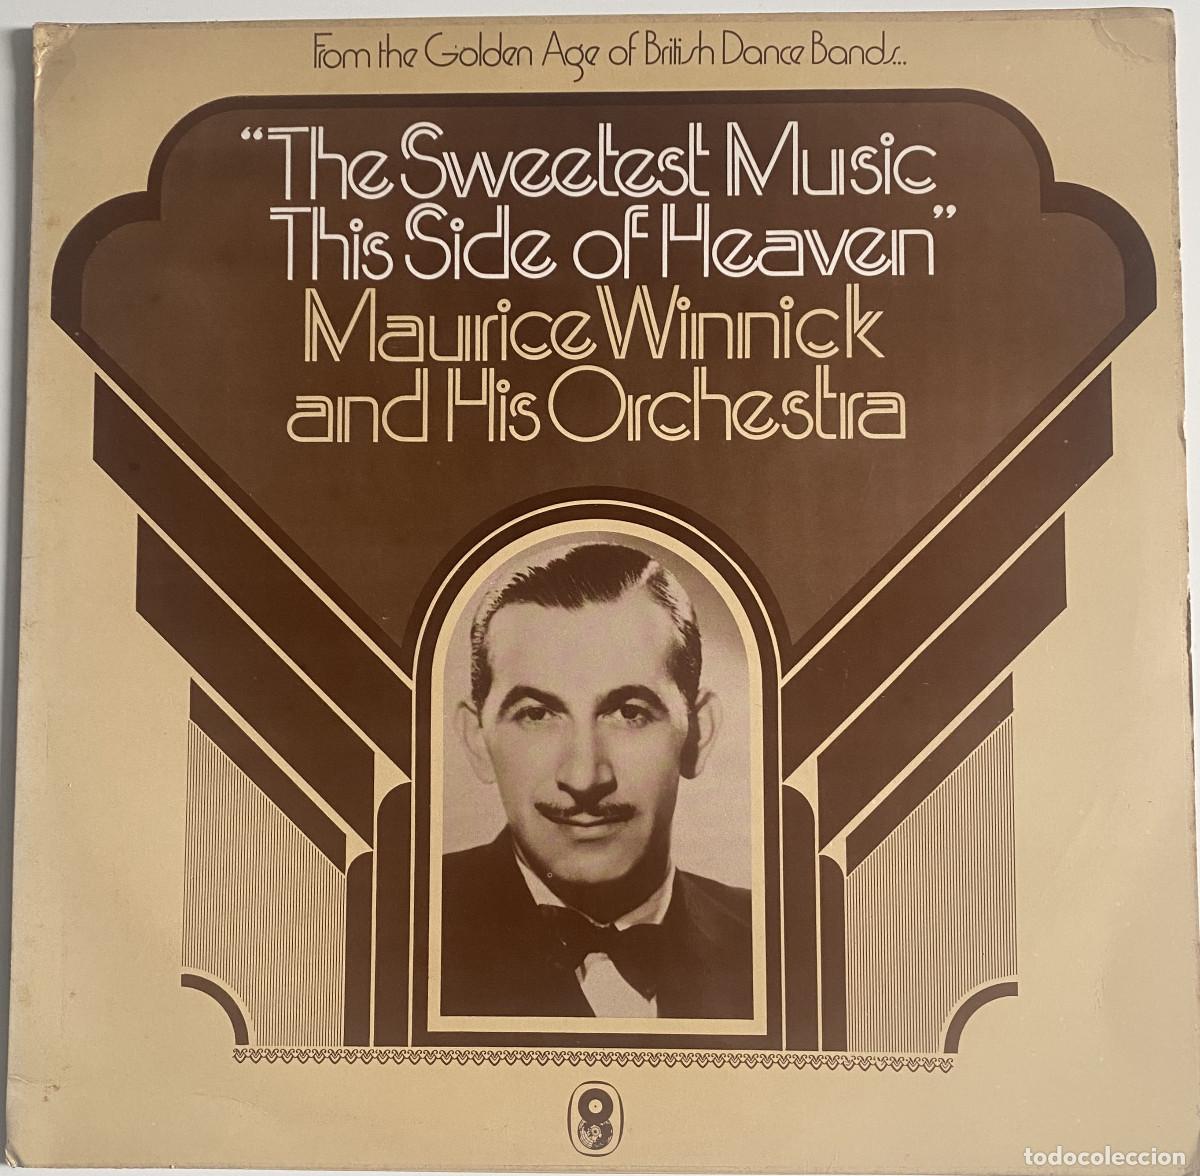 From the Golden Age of British Dance Bands...
"The Sweetest Music
This Side of Heaven"
Maurice Winnick
and His Orchestra
todocoleccion